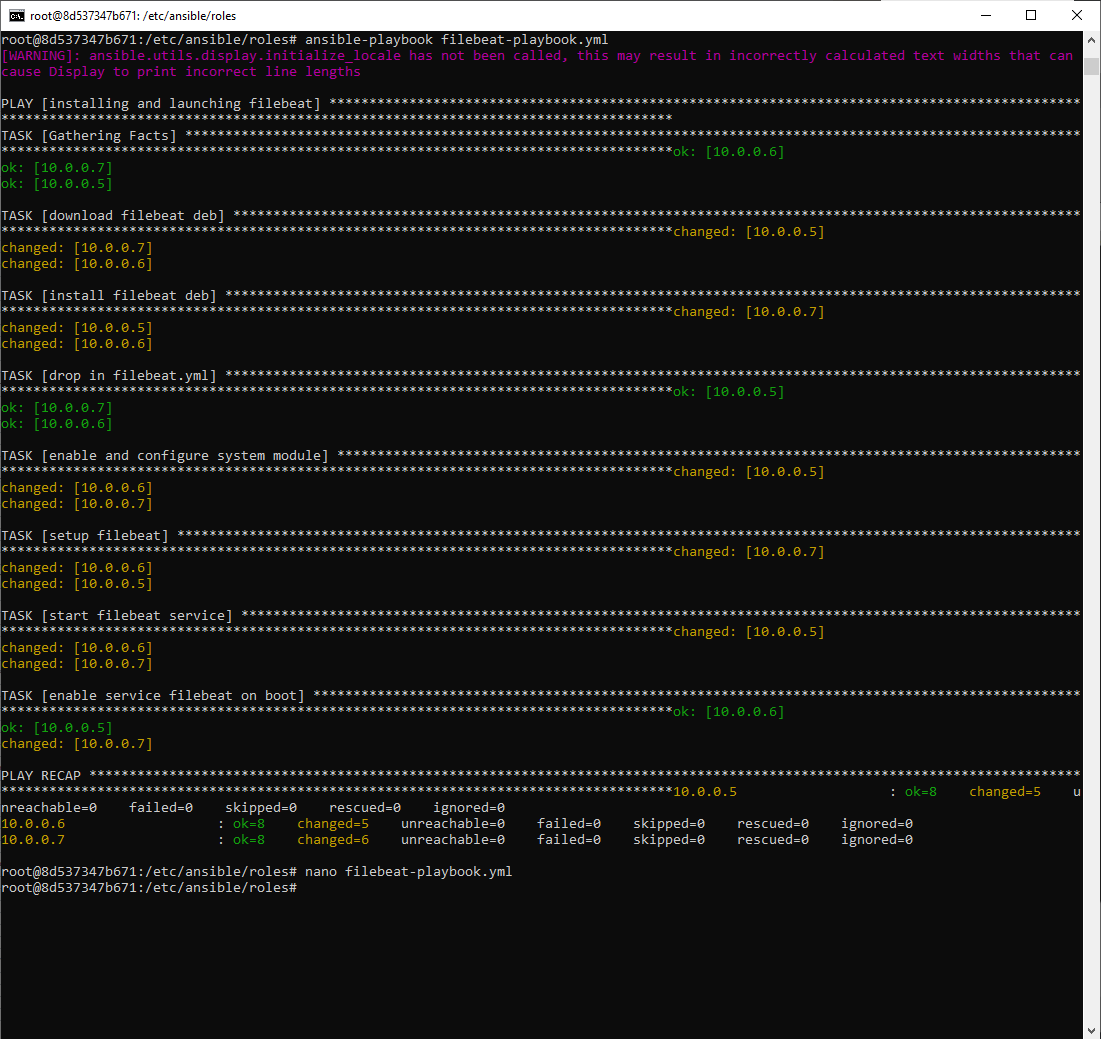 root@8d537347b671: /etc/ansible/roles
root@8d537347b671:/etc/ansible/roles# ansible-playbook filebeat-playbook.yml
[WARNING]: ansible.utils.display.initialize_locale has not been called, this may result in incorrectly calculated text widths that can
cause Display to print incorrect line lengths
PLAY [installing and launching filebeat] **********************************************************************************************
************************************************************************************
TASK [Gathering Facts] ****************************************************************************************************************
************************************************************************************ok: [10.0.0.6]
ok: [10.0.0.7]
ok: [10.0.0.5]
TASK [download filebeat deb] **********************************************************************************************************
************************************************************************************changed: [10.0.0.5]
changed: [10.0.0.7]
changed: [10.0.0.6]
TASK [install filebeat deb] ***********************************************************************************************************
************************************************************************************changed: [10.0.0.7]
changed: [10.0.0.5]
changed: [10.0.0.6]
TASK [drop in filebeat.yml] ***********************************************************************************************************
************************************************************************************ok: [10.0.0.5]
ok: [10.0.0.7]
ok: [10.0.0.6]
TASK [enable and configure system module] *********************************************************************************************
************************************************************************************changed: [10.0.0.5]
changed: [10.0.0.6]
changed: [10.0.0.7]
TASK [setup filebeat] *****************************************************************************************************************
************************************************************************************changed: [10.0.0.7]
changed: [10.0.0.6]
changed: [10.0.0.5]
TASK [start filebeat service] *********************************************************************************************************
************************************************************************************changed: [10.0.0.5]
changed: [10.0.0.6]
changed: [10.0.0.7]
TASK [enable service filebeat on boot] ************************************************************************************************
************************************************************************************ok: [10.0.0.6]
ok: [10.0.0.5]
changed: [10.0.0.7]
PLAY RECAP ****************************************************************************************************************************
************************************************************************************10.0.0.5                   : ok=8    changed=5    u
nreachable=0    failed=0    skipped=0    rescued=0    ignored=0
10.0.0.6                   : ok=8    changed=5    unreachable=0    failed=0    skipped=0    rescued=0    ignored=0
10.0.0.7                   : ok=8    changed=6    unreachable=0    failed=0    skipped=0    rescued=0    ignored=0
root@8d537347b671:/etc/ansible/roles# nano filebeat-playbook.yml
root@8d537347b671:/etc/ansible/roles#